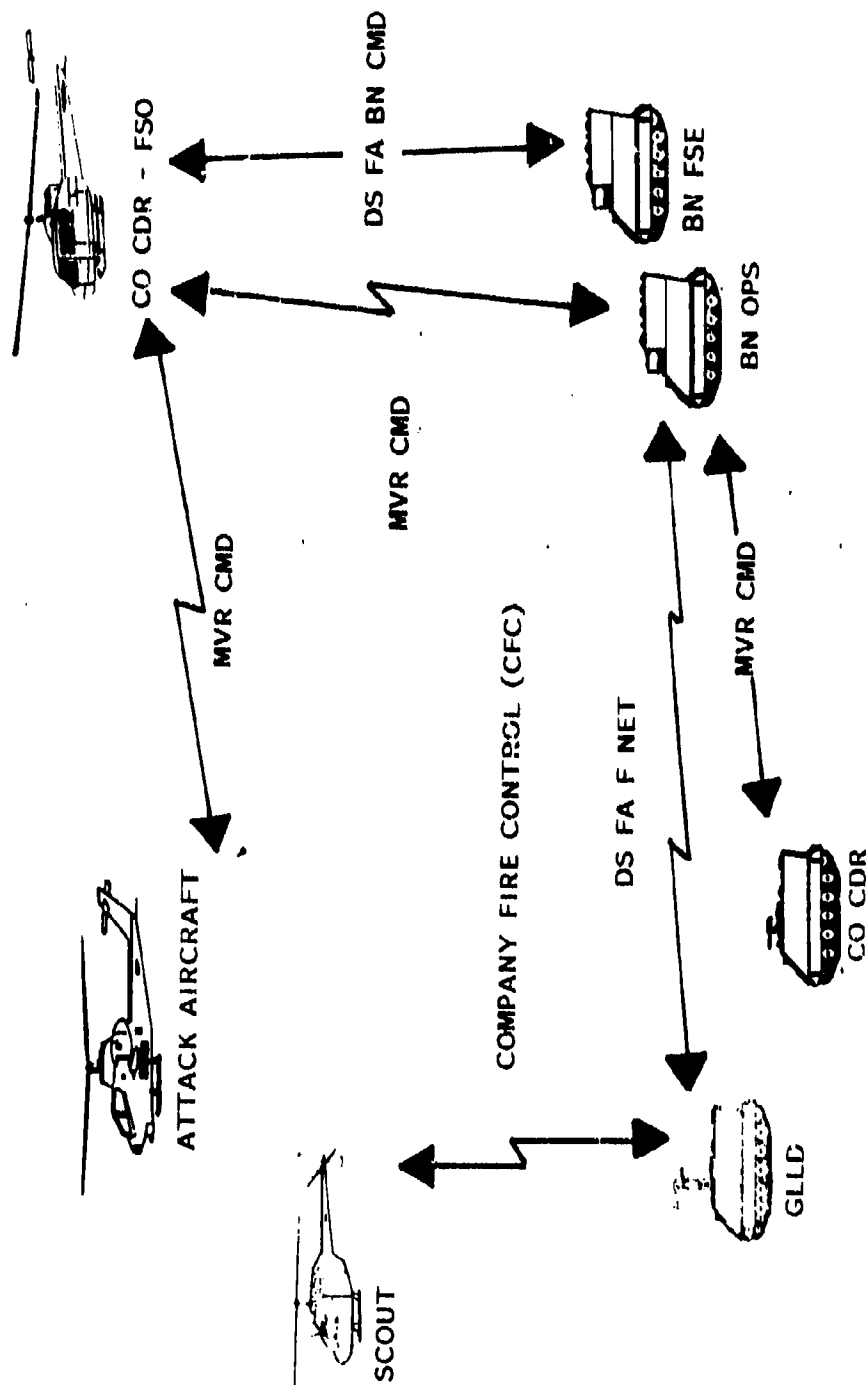 ATTACK AIRCRAFT
CO CDR - FSO
MVR CMD
SCOUT
MVR CMD
DS FA BN CMD
COMPANY FIRE CONTROL (CFC)
DS FA F NET
GLLD
CO CDR
MVR CMD
BN OPS
BN FSE